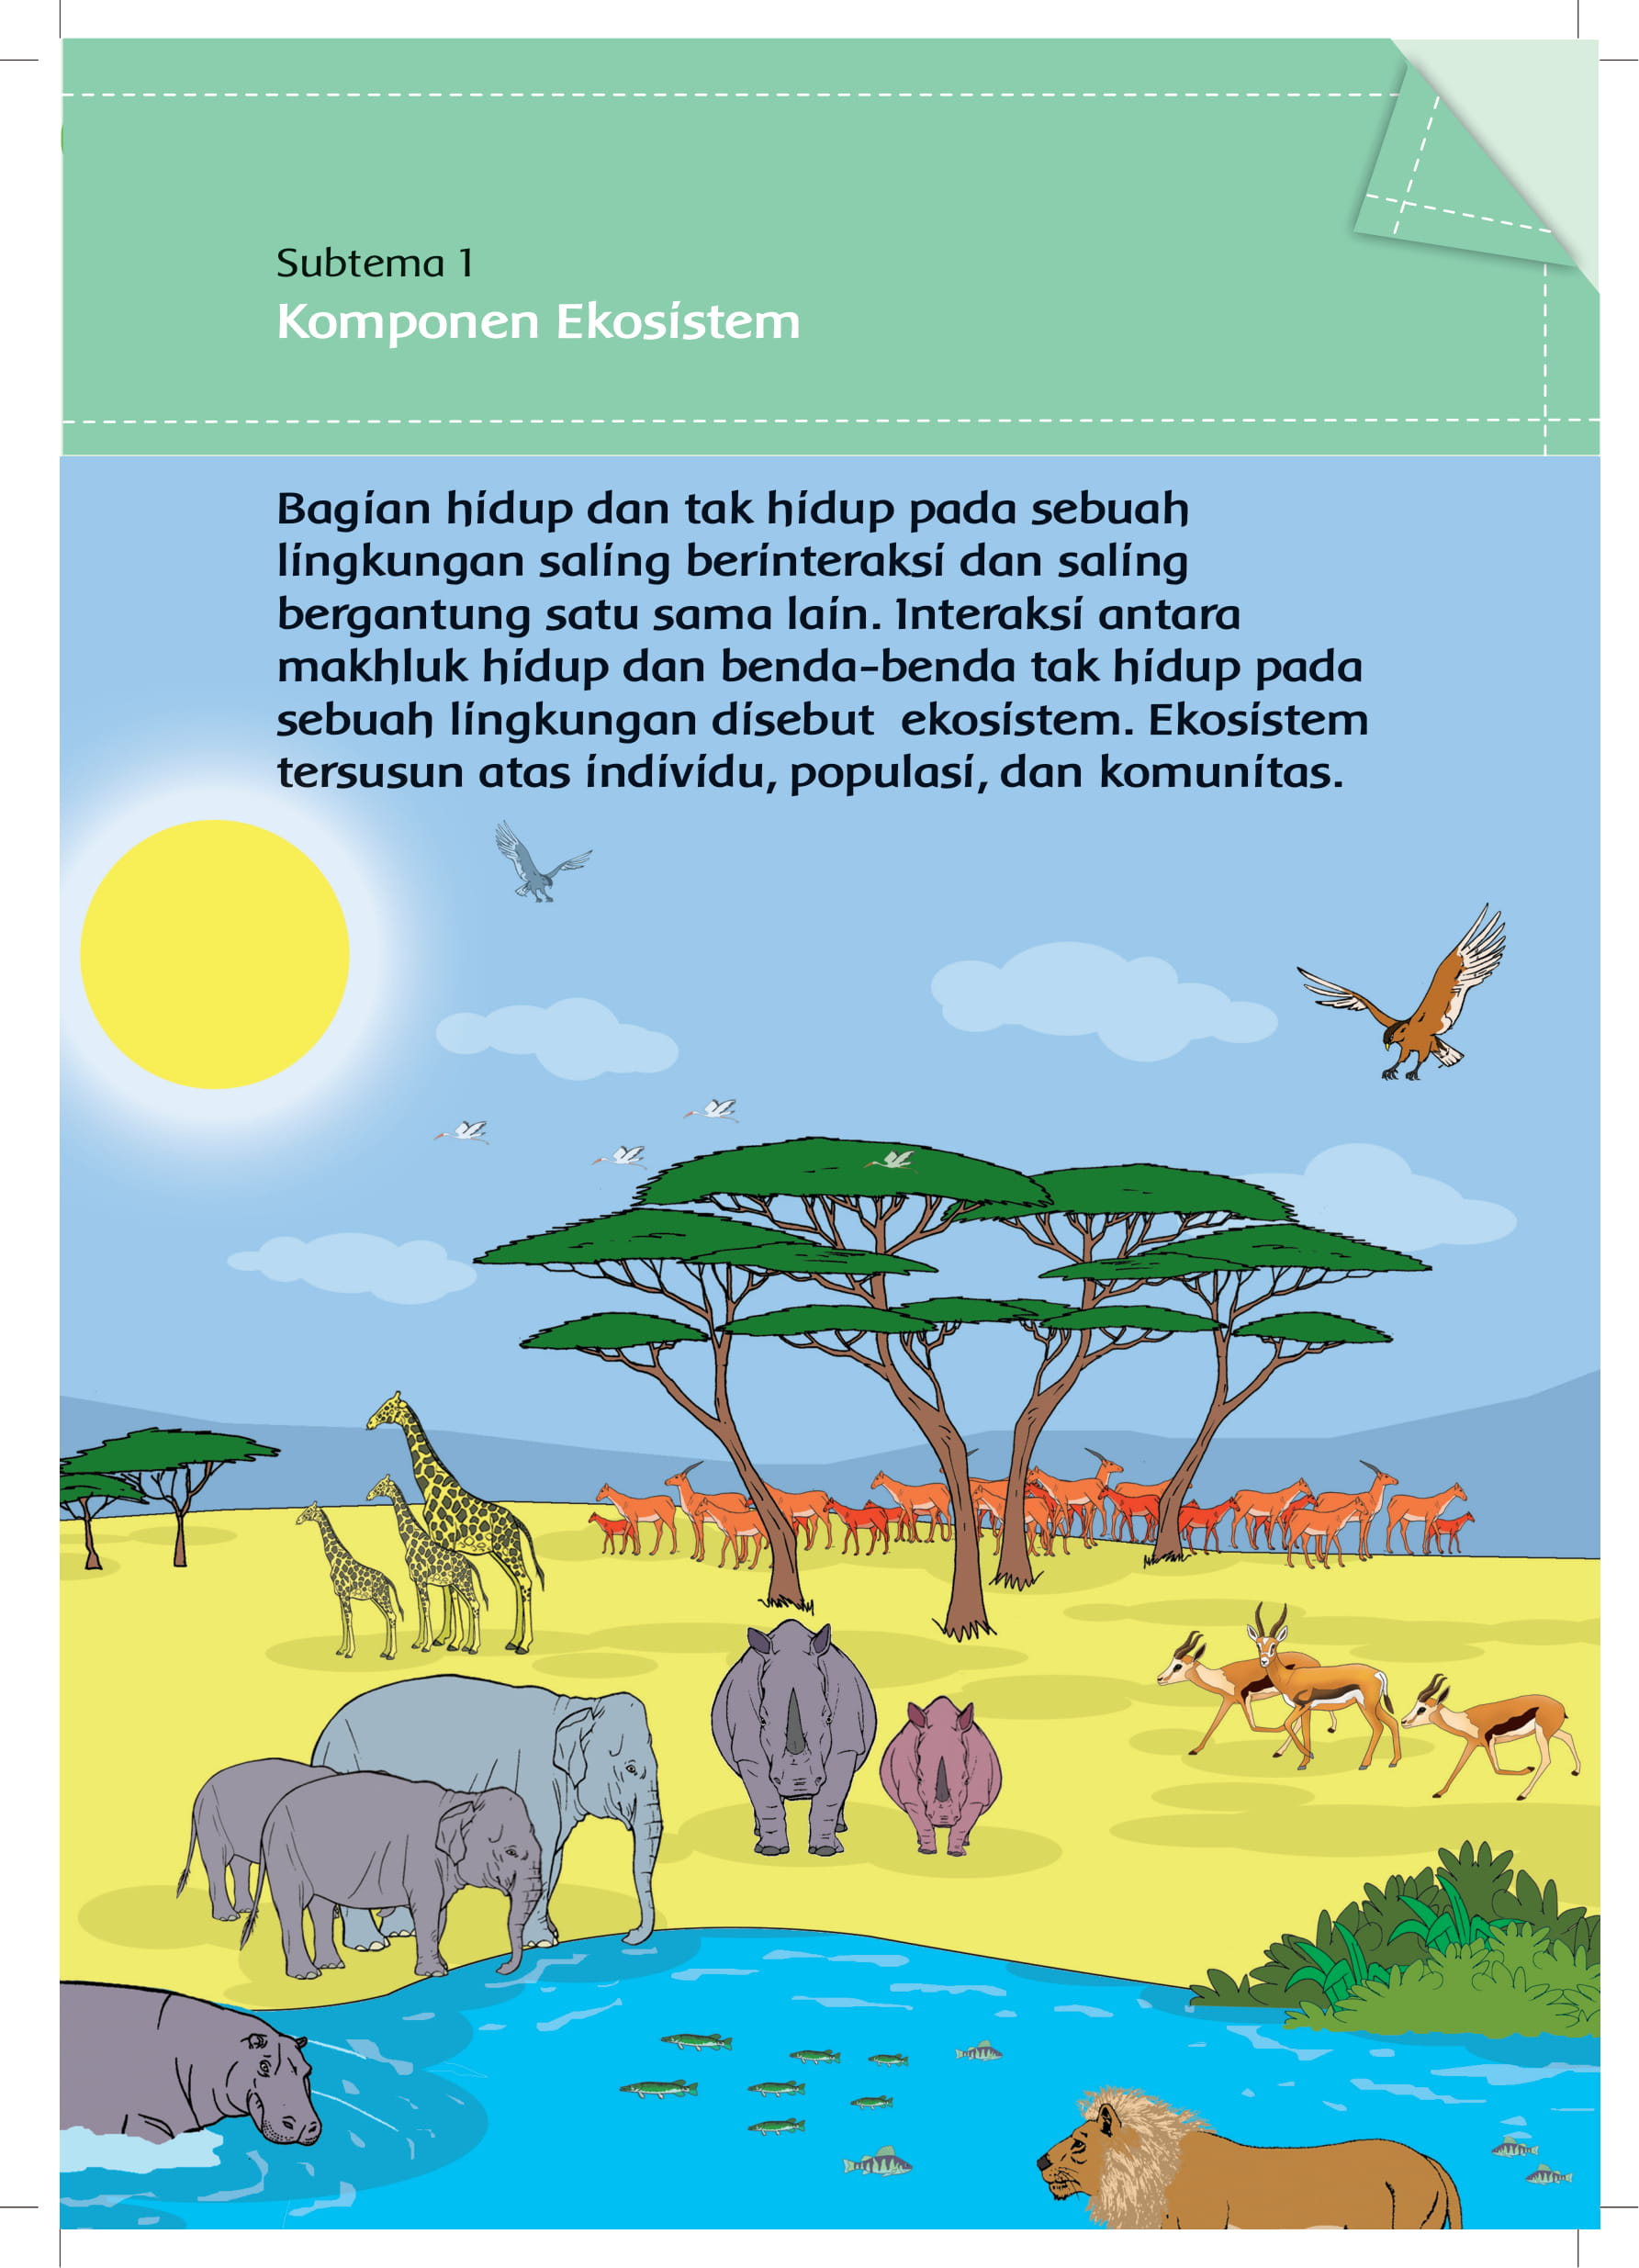 Subtema 1
Komponen Ekosistem
Bagian hidup dan tak hidup pada sebuah
lingkungan saling berinteraksi dan saling
bergantung satu sama lain. Interaksi antara
makhluk hidup dan benda-benda tak hidup pada
sebuah lingkungan disebut  ekosistem. Ekosistem
tersusun atas individu, populasi, dan komunitas.